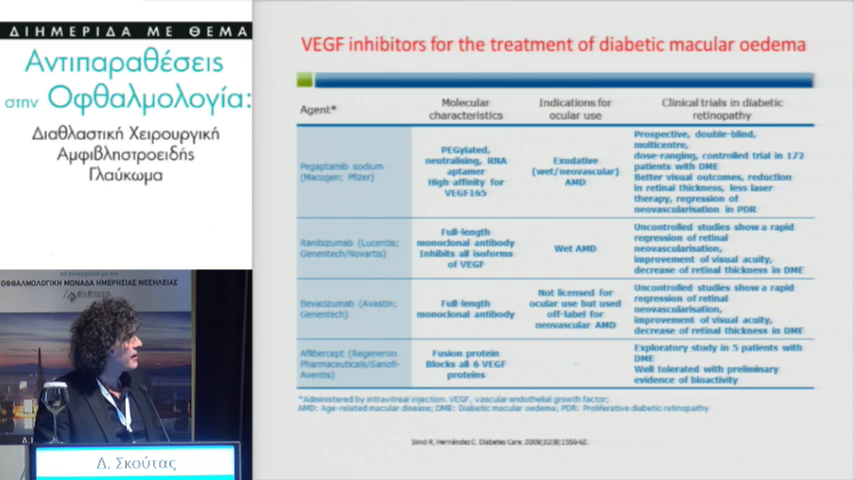 ΔΙΗΜΕΡΙΔΑ ΜΕ ΘΕΜΑ
Αντιπαραθέσεις
στην Οφθαλμολογία:
Διαθλαστική Χειρουργική
Αμφιβληστροειδής
Γλαύκωμα
σε συνεργασία με την
ΟΦΘΑΛΜΟΛΟΓΙΚΗ ΜΟΝΑΔΑ ΗΜΕΡΗΣΙΑΣ ΝΟΣΗΛΕΙΑΣ
Δ. Σκούτας
VEGF inhibitors for the treatment of diabetic macular oedema
Agent*
Molecular
characteristics
Indications for
ocular use
Clinical trials in diabetic
retinopathy
Pegaptamib sodium
(Macugen; Pfizer)
PEGylated,
neutralising, RNA
aptamer
High affinity for
VEGF165
Exudative
(wet/neovascular)
AMD
Prospective, double-blind,
multicentre,
dose-ranging, controlled trial in 172
patients with DME
Better visual outcomes, reduction
in retinal thickness, less laser
therapy, regression of
neovascularisation in PDR
Ranibizumab (Lucentis;
Genentech/Novartis)
Full-length
monoclonal antibody
Inhibits all isoforms
of VEGF
Wet AMD
Uncontrolled studies show a rapid
regression of retinal
neovascularisation,
improvement of visual acuity,
decrease of retinal thickness in DME
Bevacizumab (Avastin;
Genentech)
Full-length
monoclonal antibody
Not licensed for
ocular use but used
off-label for
neovascular AMD
Uncontrolled studies show a rapid
regression of retinal
neovascularisation,
improvement of visual acuity,
decrease of retinal thickness in DME
Aflibercept (Regeneron
Pharmaceuticals/Sanofi-
Aventis)
Fusion protein
Blocks all 6 VEGF
proteins
-
Exploratory study in 5 patients with
DME
Well tolerated with preliminary
evidence of bioactivity
*Administered by intravitreal injection. VEGF, vascular endothelial growth factor;
AMD: Age-related macular disease; DME: Diabetic macular oedema; PDR: Proliferative diabetic retinopathy
Simó R, Hernández C. Diabetes Care. 2009;32(8):1556-62.